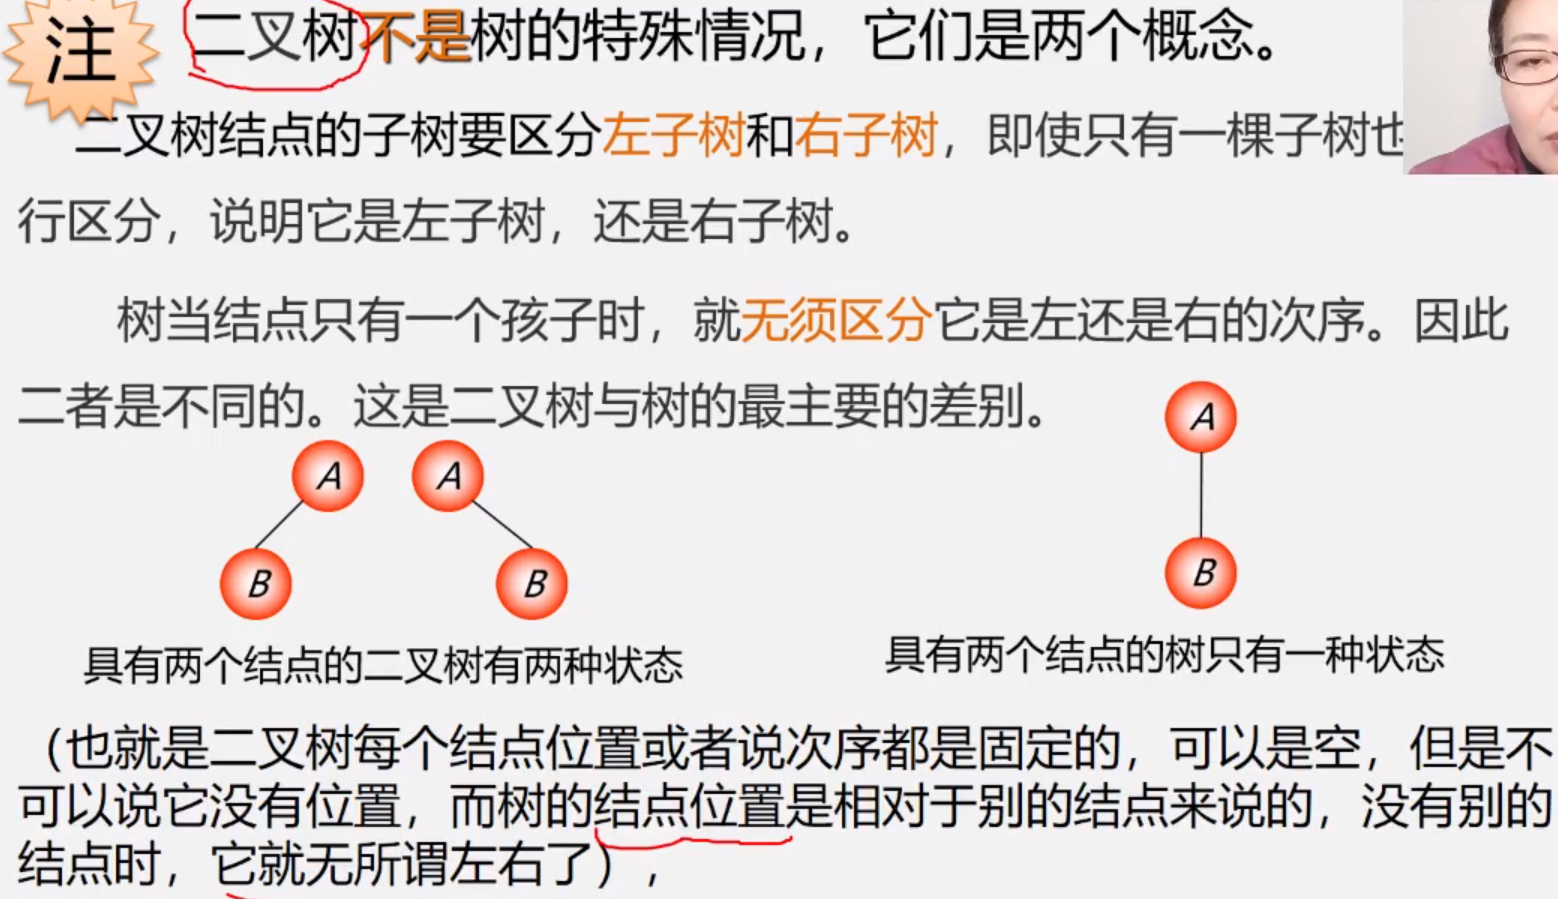 注
二叉树不是树的特殊情况，它们是两个概念。
二叉树结点的子树要区分左子树和右子树，即使只有一棵子树也
行区分，说明它是左子树，还是右子树。
树当结点只有一个孩子时，就无须区分它是左还是右的次序。因此
二者是不同的。这是二叉树与树的最主要的差别。
A
B
A
B
A
B
具有两个结点的二叉树有两种状态
具有两个结点的树只有一种状态
（也就是二叉树每个结点位置或者说次序都是固定的，可以是空，但是不
可以说它没有位置，而树的结点位置是相对于别的结点来说的，没有别的
结点时，它就无所谓左右了），